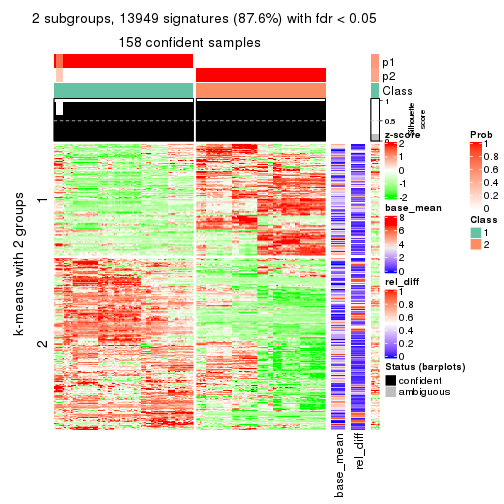 2 subgroups, 13949 signatures (87.6%) with fdr < 0.05
158 confident samples
p1
p2
Class
1
0.5
0
Silhouette
score
k-means with 2 groups
1
2
z-score
2
1
0
-1
-2
base_mean
8
6
4
2
0
rel_diff
1
0.8
0.6
0.4
0.2
0
Status (barplots)
confident
ambiguous
Prob
1
0.8
0.6
0.4
0.2
0
Class
1
2
base_mean
rel_diff